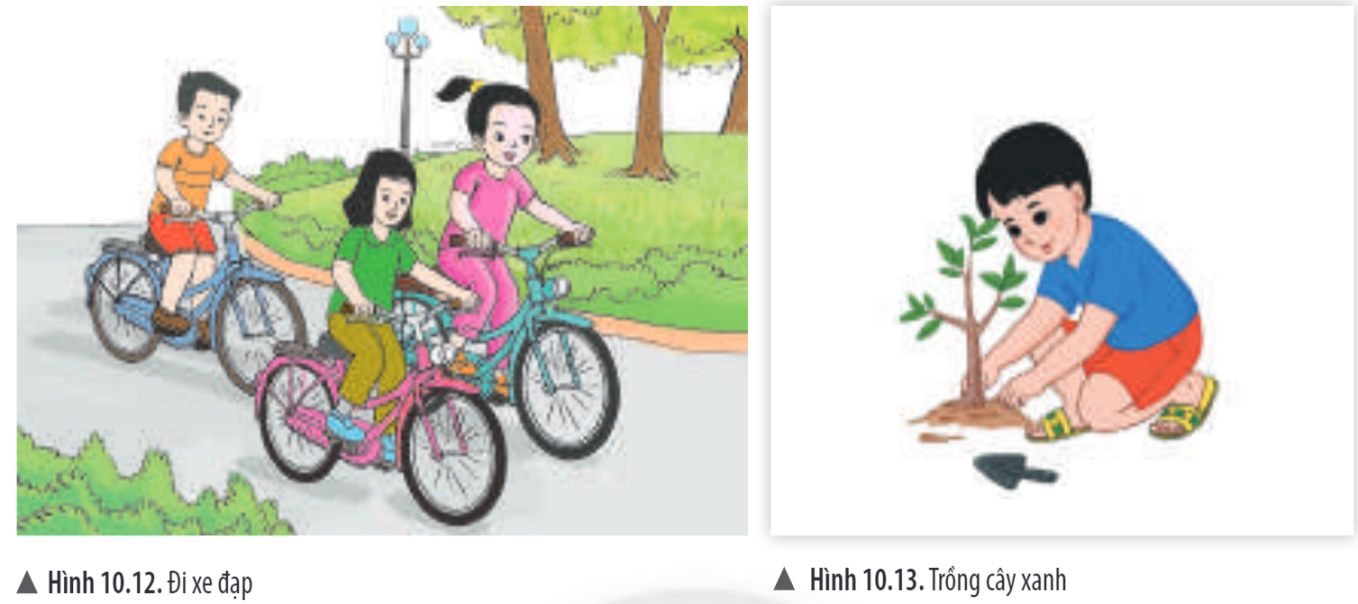 ▲ Hình 10.12. Đi xe đạp
▲ Hình 10.13. Trồng cây xanh